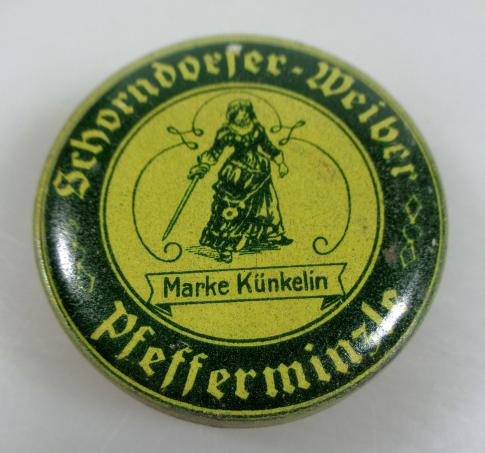 Schorndorfer-Weiber
Marke Künkelin
Pfefferminzle